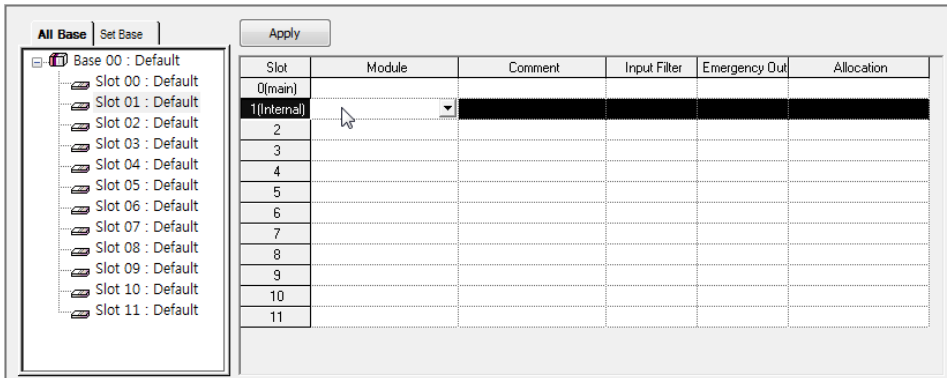 All Base Set Base Apply
Base 00 : Default
Slot 00 : Default
Slot 01 : Default
Slot 02 : Default
Slot 03 : Default
Slot 04 : Default
Slot 05 : Default
Slot 06 : Default
Slot 07 : Default
Slot 08 : Default
Slot 09 : Default
Slot 10 : Default
Slot 11 : Default
Slot Module Comment Input Filter Emergency Out Allocation
0(main)
1(Internal)
2
3
4
5
6
7
8
9
10
11